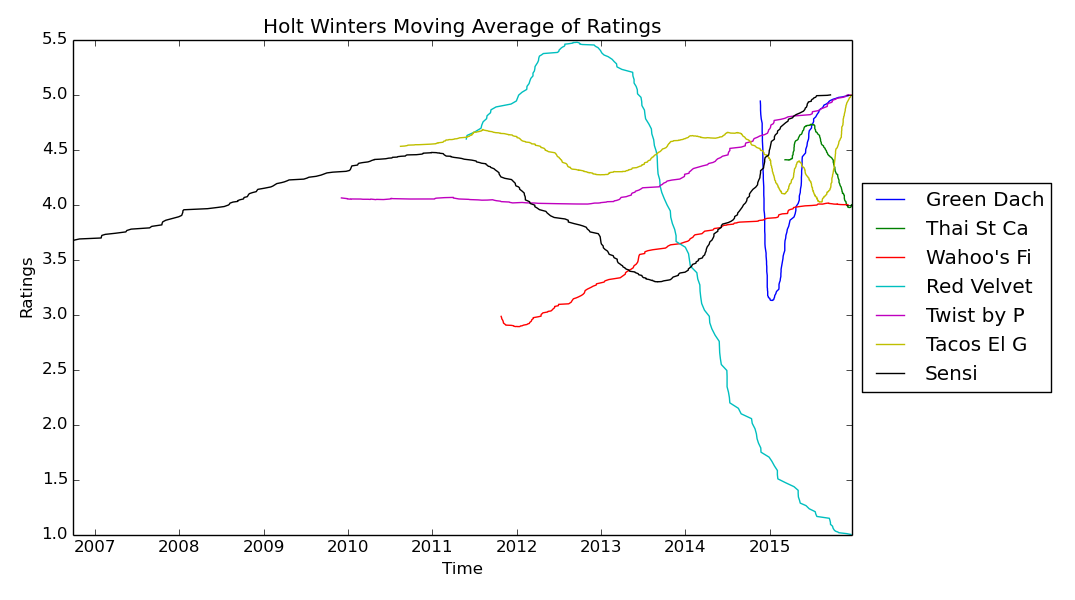 Holt Winters Moving Average of Ratings
5.5
5.0
4.5
4.0
3.5
3.0
2.5
2.0
1.5
1.0
Ratings
2007 2008 2009 2010 2011 2012 2013 2014 2015
Time
Green Dach
Thai St Ca
Wahoo's Fi
Red Velvet
Twist by P
Tacos El G
Sensi